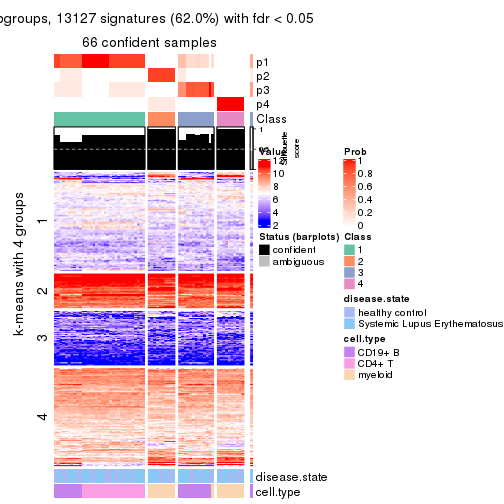 ogroups, 13127 signatures (62.0%) with fdr < 0.05
66 confident samples
p1
p2
p3
p4
Class
1
0
Silhouette
score
Value
12
10
8
6
4
2
Prob
1
0.8
0.6
0.4
0.2
0
Status (barplots)
confident
ambiguous
Class
1
2
3
4
disease.state
healthy control
Systemic Lupus Erythematosus
cell.type
CD19+ B
CD4+ T
myeloid
k-means with 4 groups
1
2
3
4
disease.state
cell.type